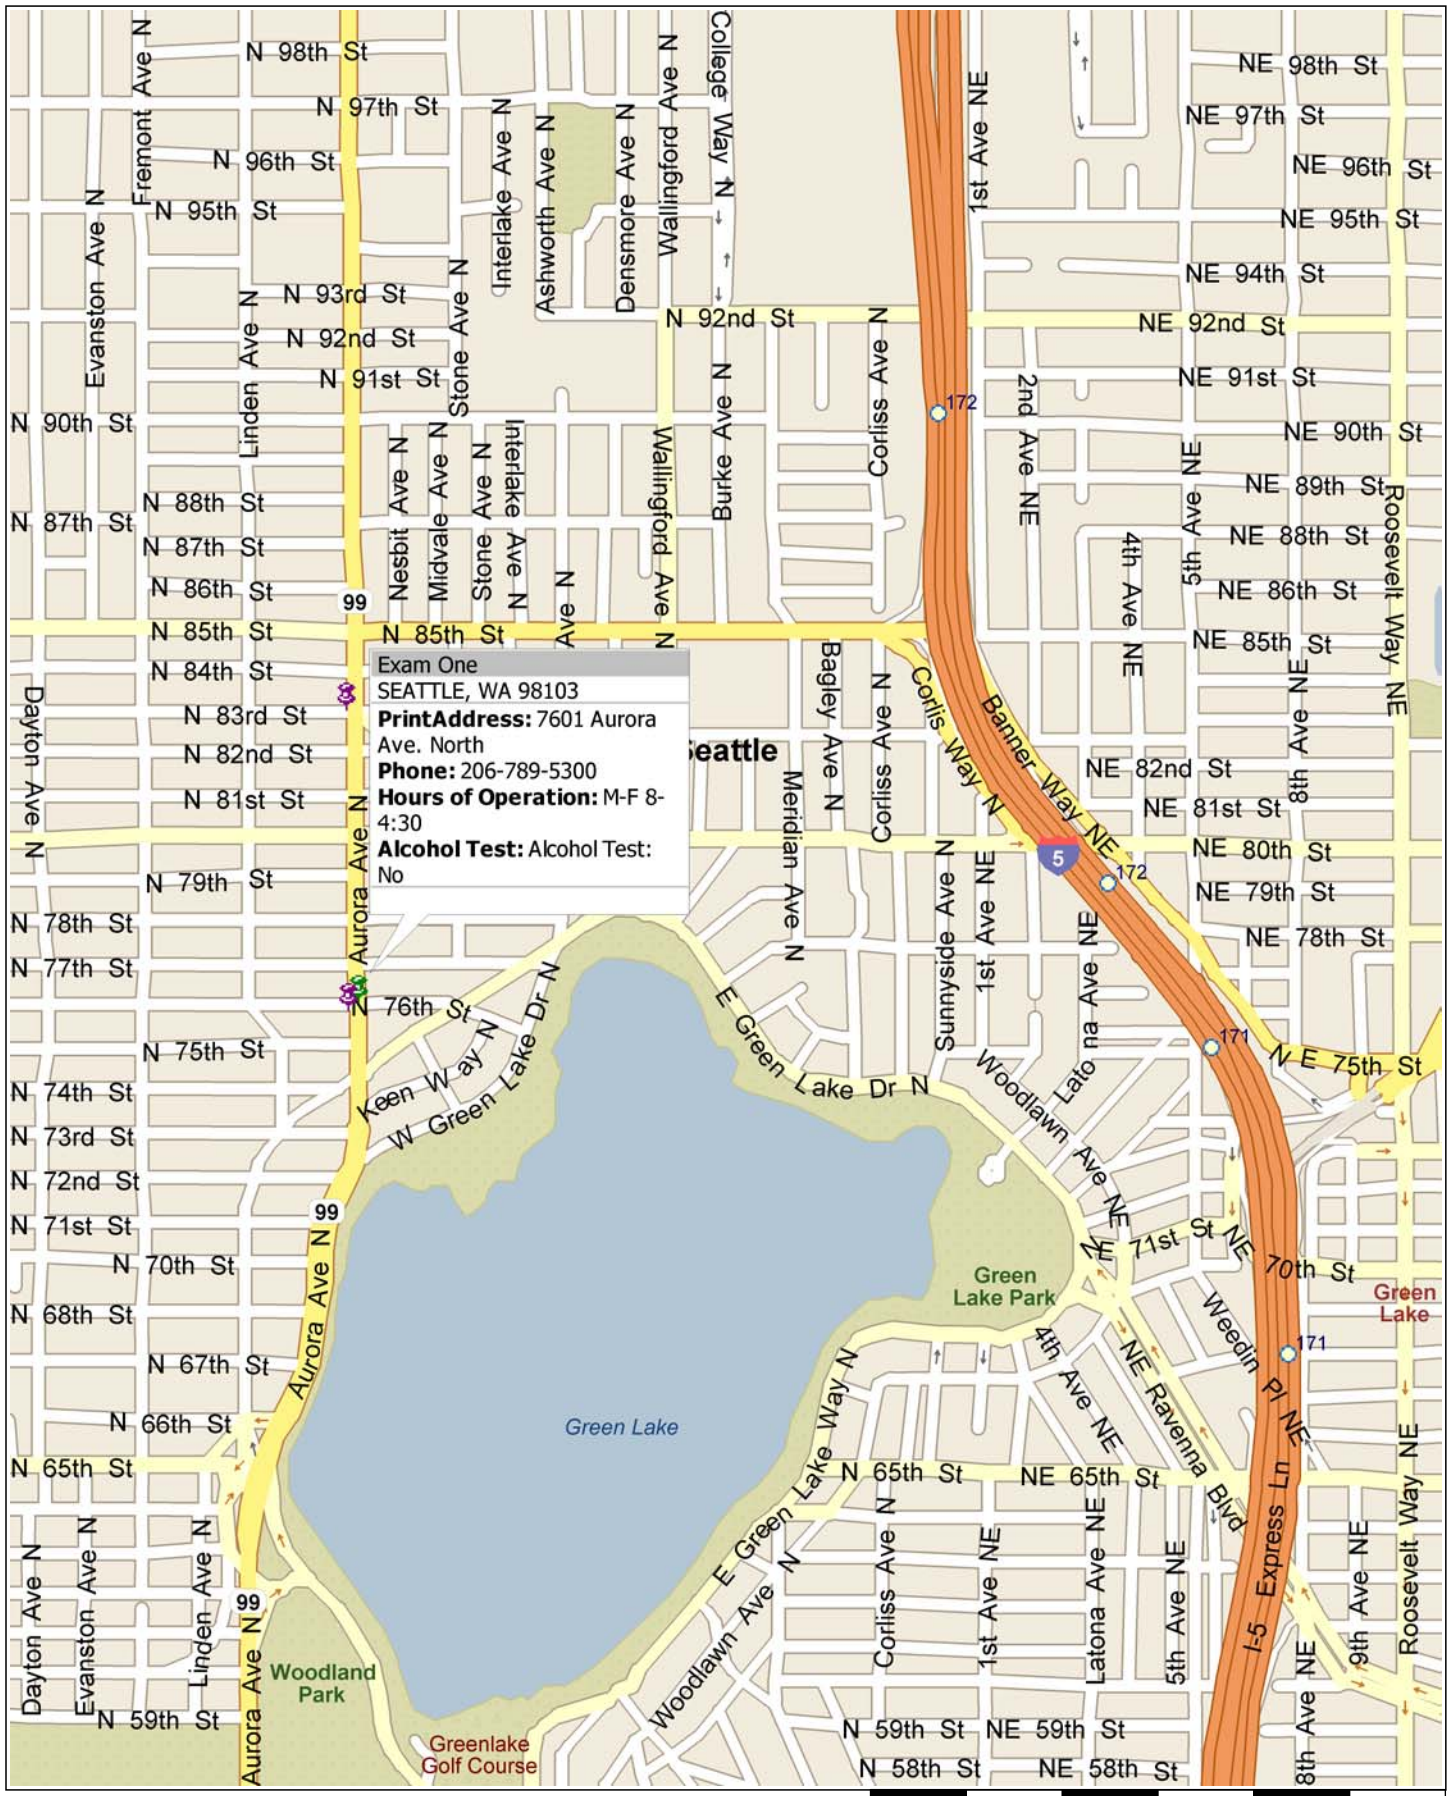 N 98th St
Fremont Ave N
College Way N
Wallingford Ave N
1st Ave NE
NE 98th St
N 97th St
Interlake Ave N
Ashworth Ave N
Densmore Ave N
NE 97th St
N 96th St
NE 96th St
Evanston Ave N
N 95th St
NE 95th St
NE 94th St
Linden Ave N
N 93rd St
Stone Ave N
N 92nd St
Corliss Ave N
NE 92nd St
N 92nd St
N 91st St
Burke Ave N
2nd Ave NE
NE 91st St
172
N 90th St
Nesbit Ave N
Midvale Ave N
Stone Ave N
Interlake Ave N
Wallingford Ave N
NE 90th St
5th Ave NE
NE 89th St
Roosevelt Way NE
N 88th St
N 87th St
N 87th St
4th Ave NE
NE 88th St
N 86th St
Ave N
NE 86th St
99
N 85th St
N 85th St
NE 85th St
N 84th St
Exam One
SEATTLE, WA 98103
PrintAddress: 7601 Aurora
Ave. North
Phone: 206-789-5300
Hours of Operation: M-F 8-
4:30
Alcohol Test: Alcohol Test:
No
Bagley Ave N
Corliss Ave N
Corlis Way N
Banner Way NE
8th Ave NE
Dayton Ave N
N 83rd St
N 82nd St
Seattle
Meridian Ave N
NE 82nd St
N 81st St
NE 81st St
Aurora Ave N
Sunnyside Ave N
1st Ave NE
5
NE 80th St
172
N 79th St
NE 79th St
N 78th St
Latona Ave NE
NE 78th St
N 77th St
W Green Lake Dr N
E Green Lake Dr N
N 76th St
Keen Way N
171
N 75th St
NE 75th St
Woodlawn Ave NE
N 74th St
N 73rd St
N 72nd St
99
N 71st St
NE 71st St
N 70th St
NE 70th St
Aurora Ave N
Green
Lake Park
Green
Lake
N 68th St
Weedin Pl NE
4th Ave NE
NE Ravenna Blvd
171
N 67th St
N 66th St
Green Lake
E Green Lake Way N
N 65th St
N 65th St
NE 65th St
Roosevelt Way NE
Dayton Ave N
Evanston Ave N
Linden Ave N
Woodlawn Ave N
Corliss Ave N
1st Ave NE
Latona Ave NE
5th Ave NE
I-5 Express Ln
9th Ave NE
99
Aurora Ave N
Woodland
Park
8th Ave NE
N 59th St
N 59th St
NE 59th St
Greenlake
Golf Course
N 58th St
NE 58th St